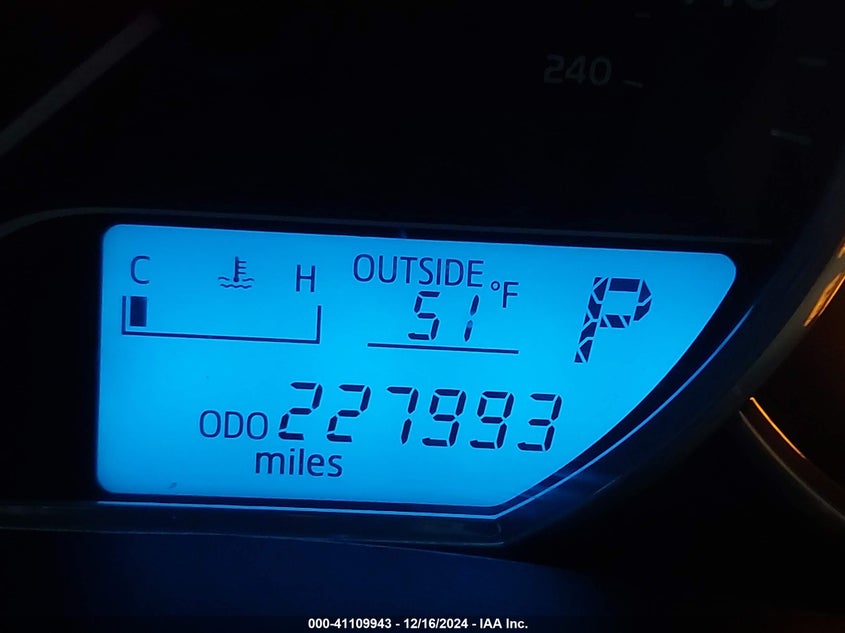 240
C H OUTSIDE
51 °F P
ODO 227993
miles
000-41109943 - 12/16/2024 - IAA Inc.